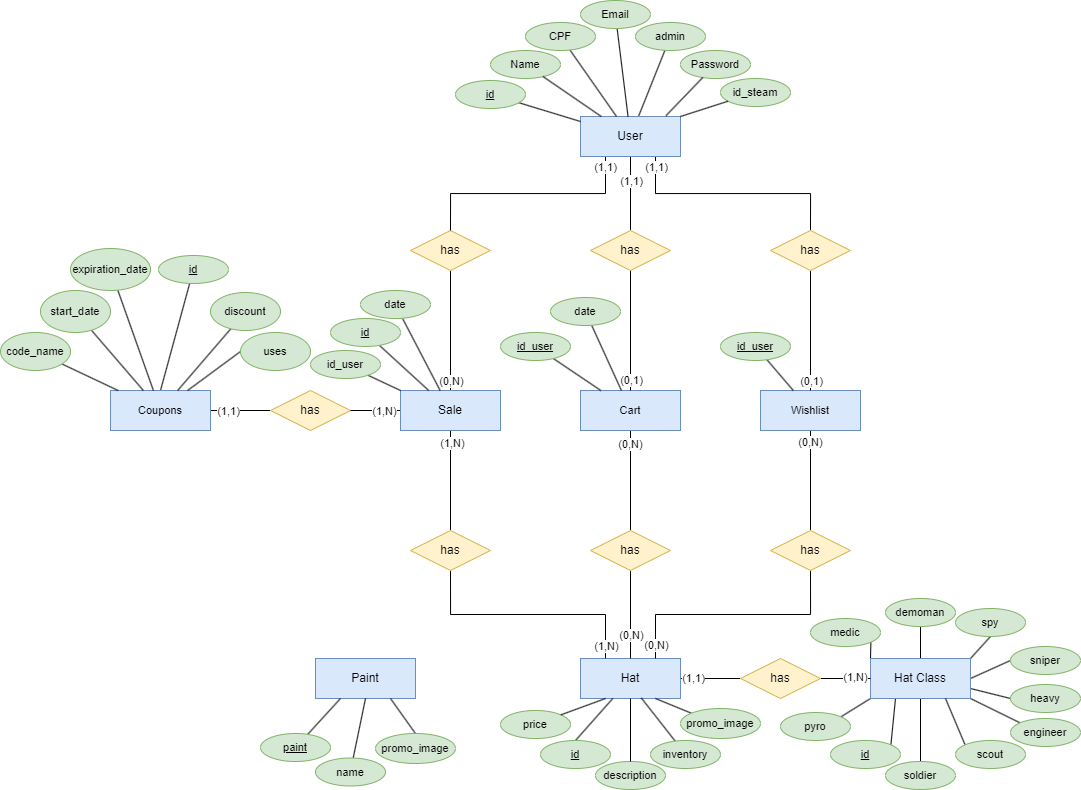 Email
CPF
admin
Name
Password
id
id_steam
User
(1,1)
(1,1)
(1,1)
has
has
has
expiration_date
id
start_date
discount
code_name
uses
date
id
id_user
date
id_user
id_user
(0,N)
(0,1)
(0,1)
Coupons
(1,1)
has
(1,N)
Sale
Cart
Wishlist
(1,N)
(0,N)
(0,N)
has
has
has
(1,N)
(0,N)
(0,N)
demoman
medic
spy
sniper
Paint
Hat
(1,1)
has
(1,N)
Hat Class
heavy
price
promo_image
pyro
engineer
paint
promo_image
id
inventory
id
scout
name
description
soldier